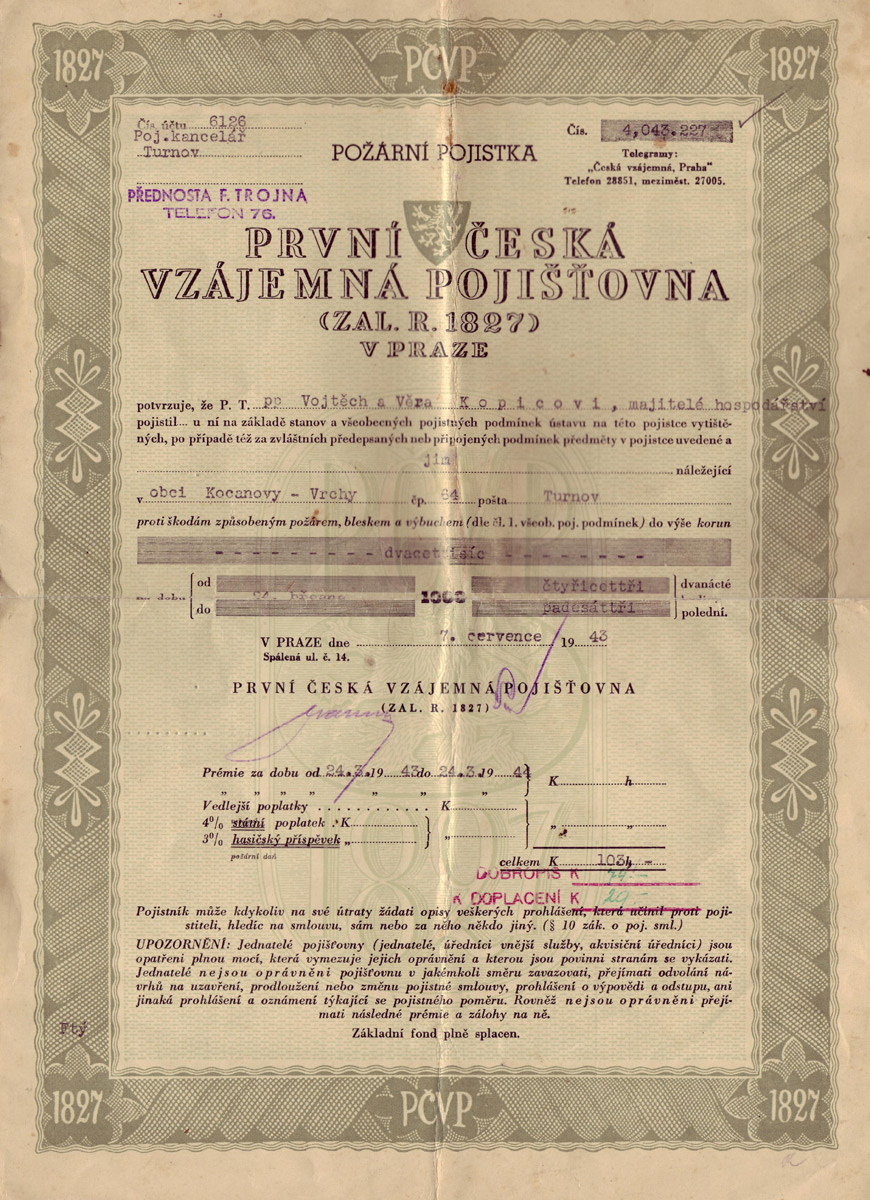 1827 PČVP 1827
Čís. účtu 6126
Poj.kancelář
Turnov
PŘEDNOSTA F. TROJNA
TELEFON 76.
POŽÁRNÍ POJISTKA
Čís. 4,043.227
Telegramy:
„Česká vzájemná, Praha"
Telefon 28851, meziměst. 27005.
PRVNÍ ČESKÁ
VZÁJEMNÁ POJIŠŤOVNA
(ZAL. R. 1827)
V PRAZE
potvrzuje, že P. T. pp Vojtěch a Věra Kopicovi, majitelé hospodářství
pojistil... u ní na základě stanov a všeobecných pojistných podmínek ústavu na této pojistce vytiště-
ných, po případě též za zvláštních předepsaných neb připojených podmínek předměty v pojistce uvedené a
jim náležející
v obci Kocanovy - Vrchy čp. 64 pošta Turnov
proti škodám způsobeným požárem, bleskem a výbuchem (dle čl. 1. všeob. poj. podmínek) do výše korun
- - - - - - - - - dvacet tisíc - - - - - - -
od čtyřicettři dvanácté
24. března
do padesáttři polední.
V PRAZE dne 7. července 1943
Spálená ul. č. 14.
PRVNÍ ČESKÁ VZÁJEMNÁ POJIŠŤOVNA
(ZAL. R. 1827)
Prémie za dobu od 24.3.1943 do 24.3.1944
K h
„ „ „ „ „ „ „
Vedlejší poplatky . . . . . . . . . . . K
4% státní poplatek . K
3% hasičský příspěvek „ „
„ „
požární daň
celkem K 103h -
DOBROPIS K
K DOPLACENÍ K 29
Pojistník může kdykoliv na své útraty žádati opisy veškerých prohlášení, která učinil proti poji-
stiteli, hledíc na smlouvu, sám nebo za něho někdo jiný. (§ 10 zák. o poj. sml.)
UPOZORNĚNÍ: Jednatelé pojišťovny (jednatelé, úředníci vnější služby, akvisiční úředníci) jsou
opatřeni plnou mocí, která vymezuje jejich oprávnění a kterou jsou povinni stranám se vykázati.
Jednatelé nejsou oprávněni pojišťovnu v jakémkoli směru zavazovati, přejímati odvolání ná-
vrhů na uzavření, prodloužení nebo změnu pojistné smlouvy, prohlášení o výpovědi a odstupu, ani
jinaká prohlášení a oznámení týkající se pojistného poměru. Rovněž nejsou oprávněni přejí-
mati následné prémie a zálohy na ně.
Ftý
Základní fond plně splacen.
1827 PČVP 1827